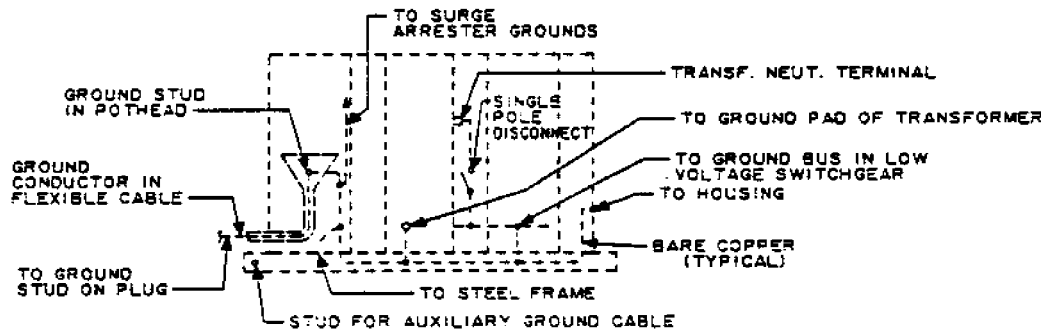 TO SURGE
ARRESTER GROUNDS
TRANSF. NEUT. TERMINAL
GROUND STUD
IN POTHEAD
SINGLE
POLE
DISCONNECT
TO GROUND PAD OF TRANSFORMER
GROUND
CONDUCTOR IN
FLEXIBLE CABLE
TO GROUND BUS IN LOW
VOLTAGE SWITCHGEAR
TO HOUSING
BARE COPPER
(TYPICAL)
TO GROUND
STUD ON PLUG
TO STEEL FRAME
STUD FOR AUXILIARY GROUND CABLE